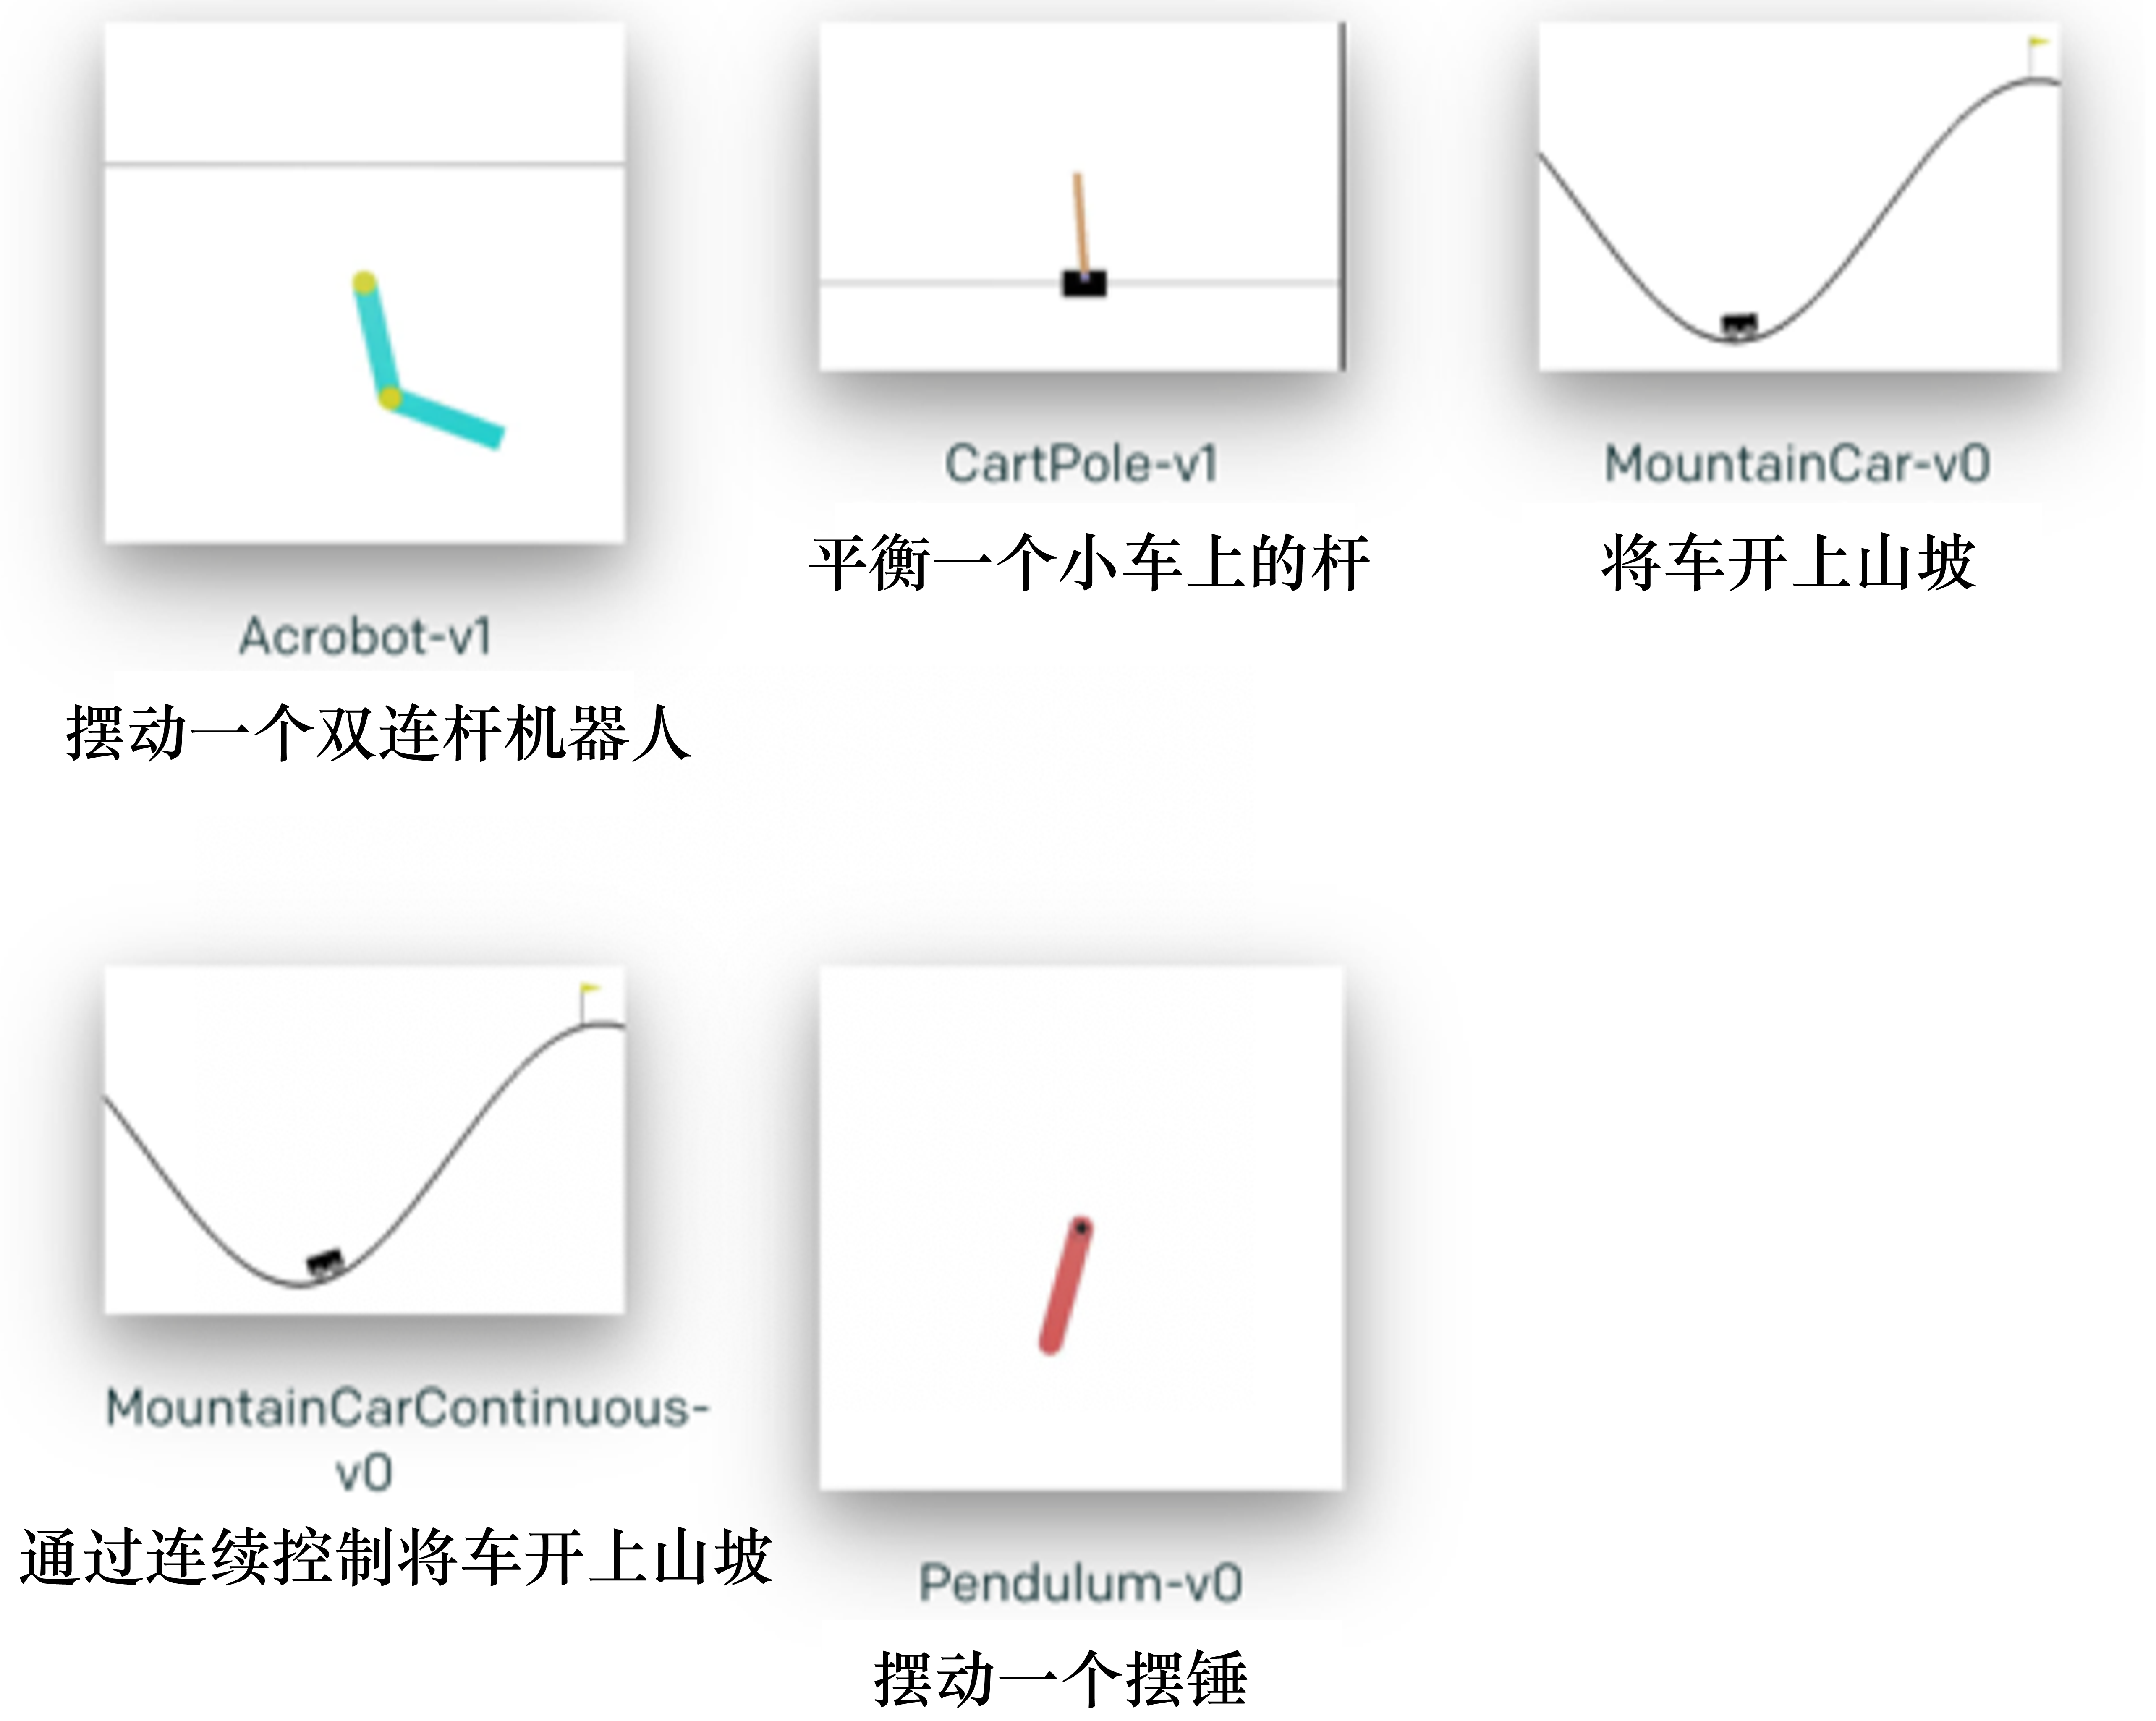 Acrobot-v1
摆动一个双连杆机器人
CartPole-v1
平衡一个小车上的杆
MountainCar-v0
将车开上山坡
MountainCarContinuous-
v0
通过连续控制将车开上山坡
Pendulum-v0
摆动一个摆锤